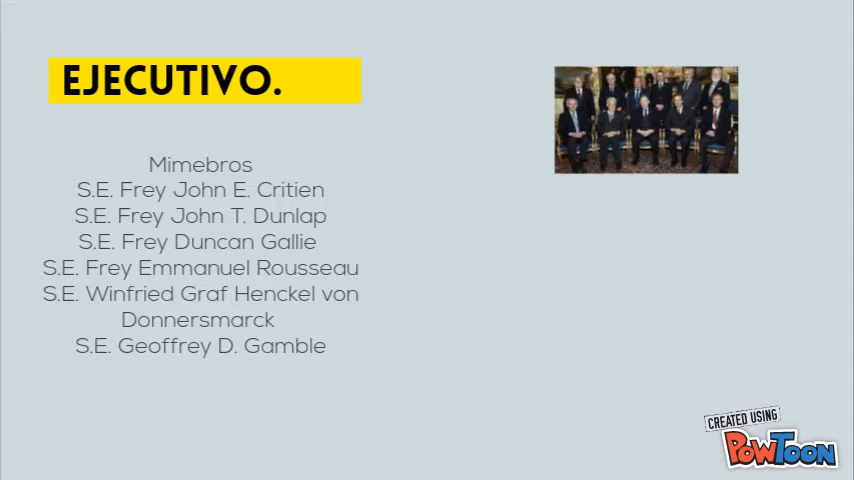 EJECUTIVO.
Mimebros
S.E. Frey John E. Critien
S.E. Frey John T. Dunlap
S.E. Frey Duncan Gallie
S.E. Frey Emmanuel Rousseau
S.E. Winfried Graf Henckel von
Donnersmarck
S.E. Geoffrey D. Gamble
CREATED USING
POWTOON